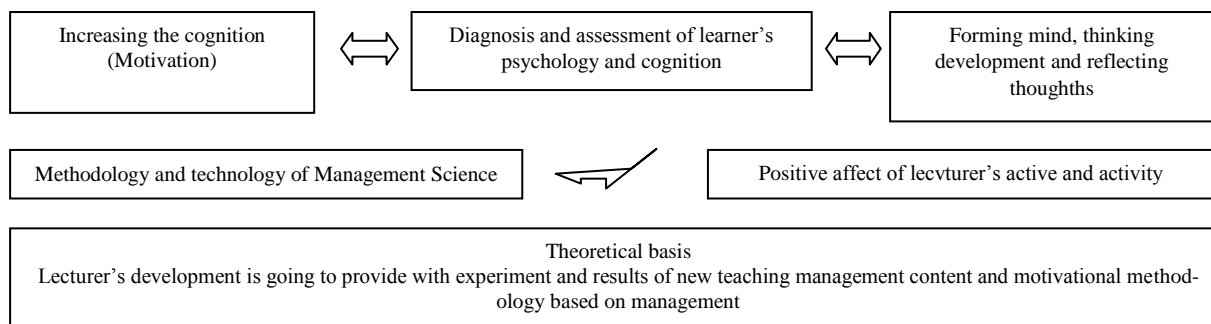 Increasing the cognition
(Motivation)
Diagnosis and assessment of learner’s
psychology and cognition
Forming mind, thinking
development and reflecting
thoughths
Methodology and technology of Management Science
Positive affect of lecvturer’s active and activity
Theoretical basis
Lecturer’s development is going to provide with experiment and results of new teaching management content and motivational method-
ology based on management